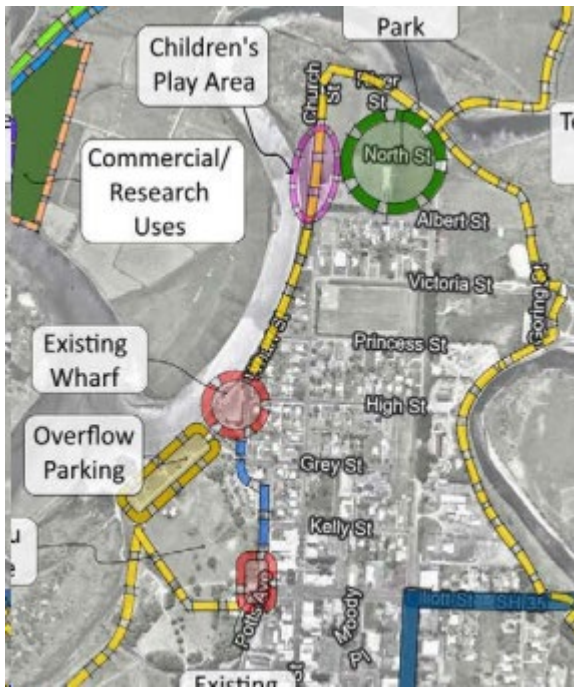 Park
Children's
Play Area
Church
St
River
St
North St
Commercial/
Research
Uses
Albert St
Victoria St
Goring St
Existing
Wharf
Princess St
High St
Overflow
Parking
Grey St
Kelly St
Potts Ave
Moody
Pl
Elliott St
SH 35
Existing